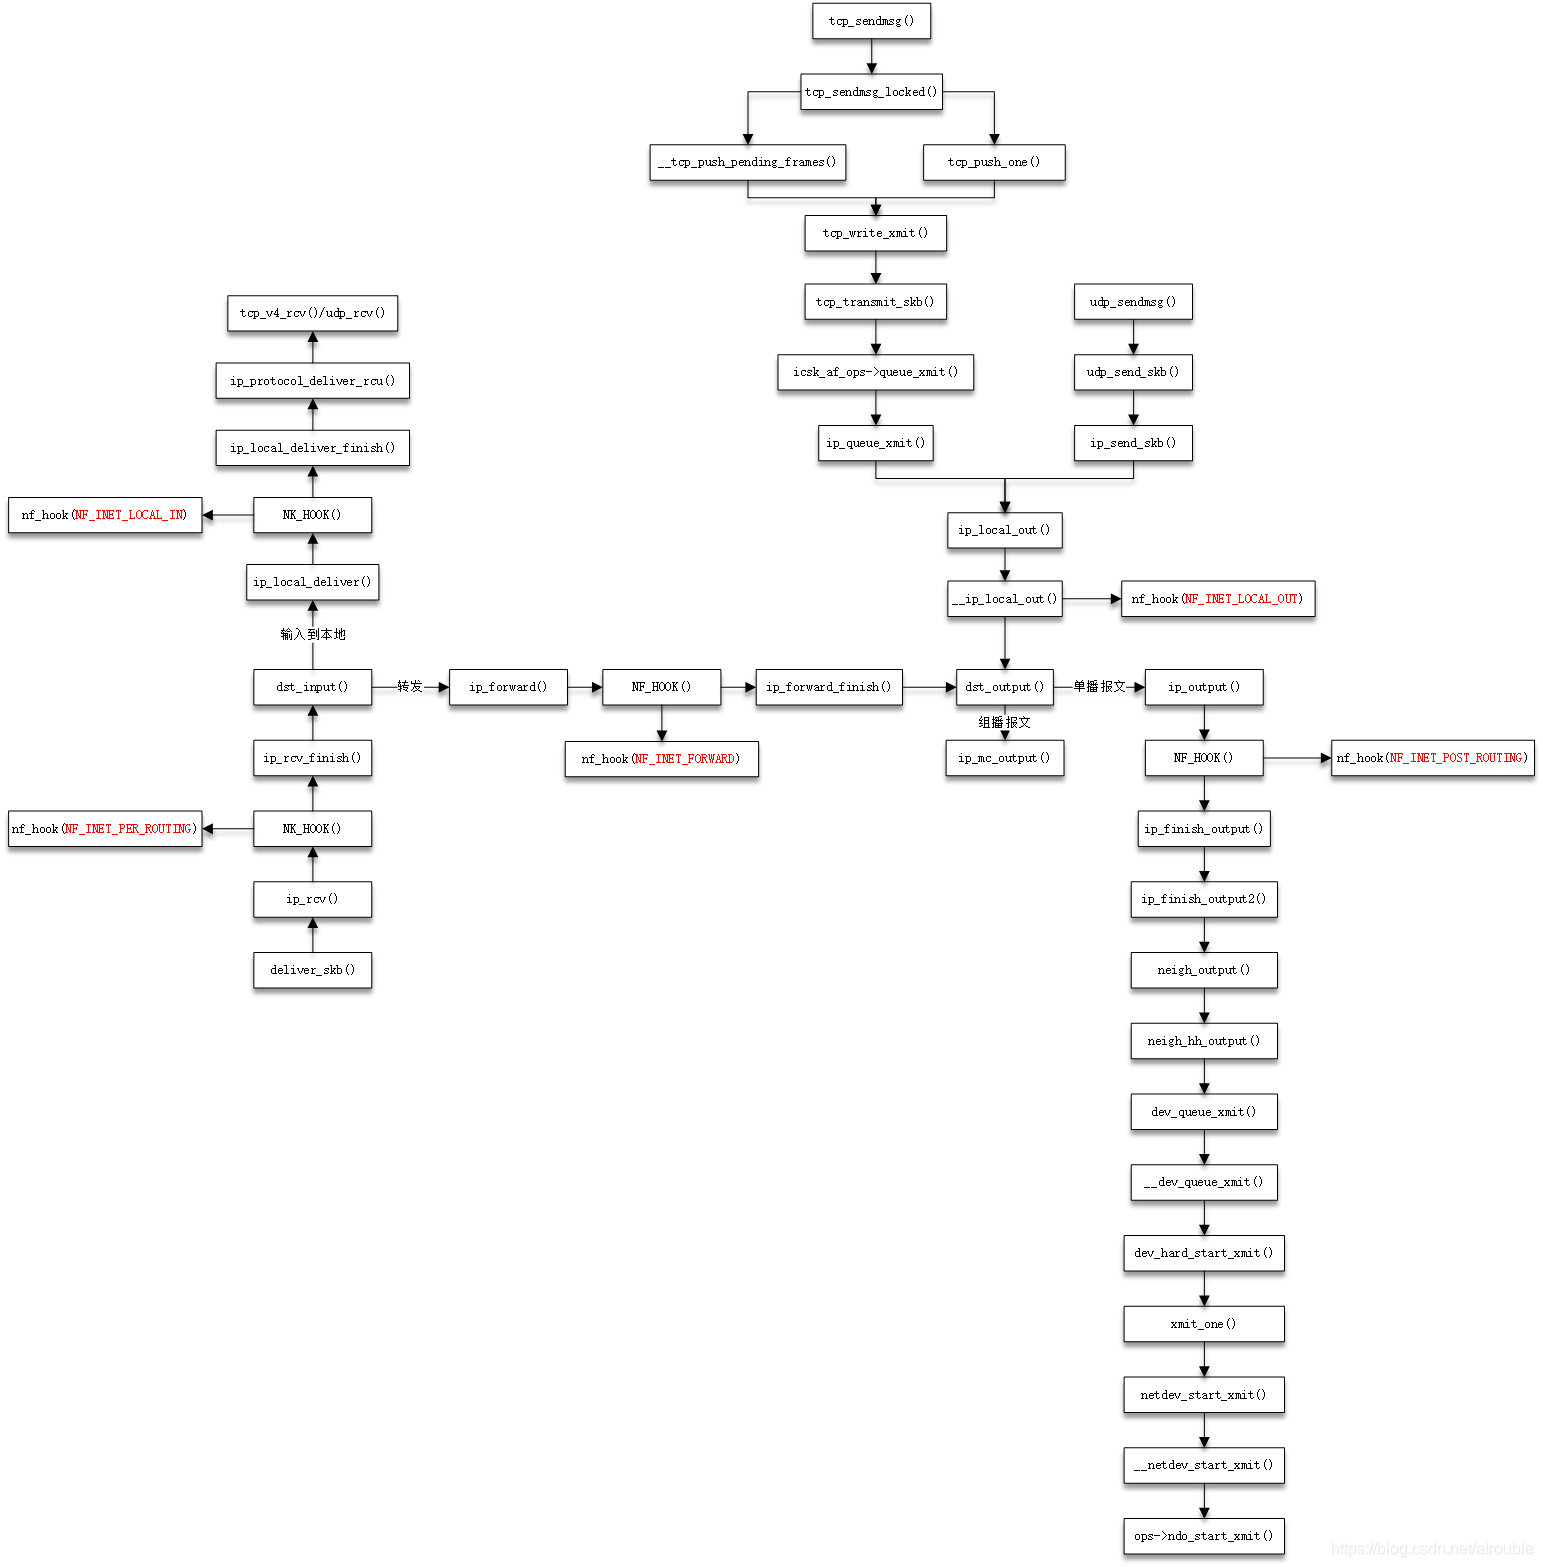 tcp_sendmsg()
tcp_sendmsg_locked()
__tcp_push_pending_frames()
tcp_push_one()
tcp_write_xmit()
tcp_transmit_skb()
udp_sendmsg()
tcp_v4_rcv()/udp_rcv()
icsk_af_ops->queue_xmit()
udp_send_skb()
ip_protocol_deliver_rcu()
ip_queue_xmit()
ip_send_skb()
ip_local_deliver_finish()
nf_hook(NF_INET_LOCAL_IN)
NK_HOOK()
ip_local_out()
ip_local_deliver()
__ip_local_out()
nf_hook(NF_INET_LOCAL_OUT)
输入到本地
dst_input()
转发
ip_forward()
NF_HOOK()
ip_forward_finish()
dst_output()
单播报文
ip_output()
组播报文
ip_rcv_finish()
nf_hook(NF_INET_FORWARD)
ip_mc_output()
NF_HOOK()
nf_hook(NF_INET_POST_ROUTING)
nf_hook(NF_INET_PER_ROUTING)
NK_HOOK()
ip_finish_output()
ip_rcv()
ip_finish_output2()
deliver_skb()
neigh_output()
neigh_hh_output()
dev_queue_xmit()
__dev_queue_xmit()
dev_hard_start_xmit()
xmit_one()
netdev_start_xmit()
__netdev_start_xmit()
ops->ndo_start_xmit()
https://blog.csdn.net/atrouble